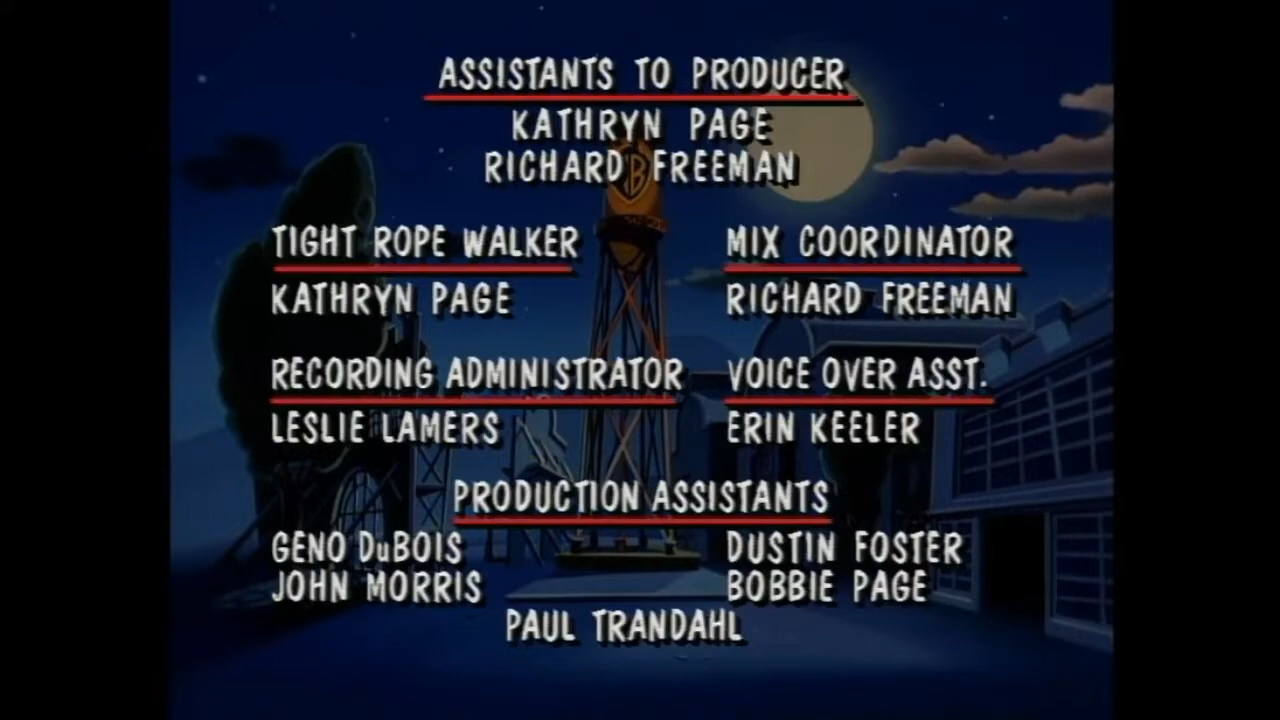 ASSISTANTS TO PRODUCER
KATHRYN PAGE
RICHARD FREEMAN
WB
TIGHT ROPE WALKER
KATHRYN PAGE
MIX COORDINATOR
RICHARD FREEMAN
RECORDING ADMINISTRATOR
LESLIE LAMERS
VOICE OVER ASST.
ERIN KEELER
PRODUCTION ASSISTANTS
GENO DuBOIS
JOHN MORRIS
DUSTIN FOSTER
BOBBIE PAGE
PAUL TRANDAHL